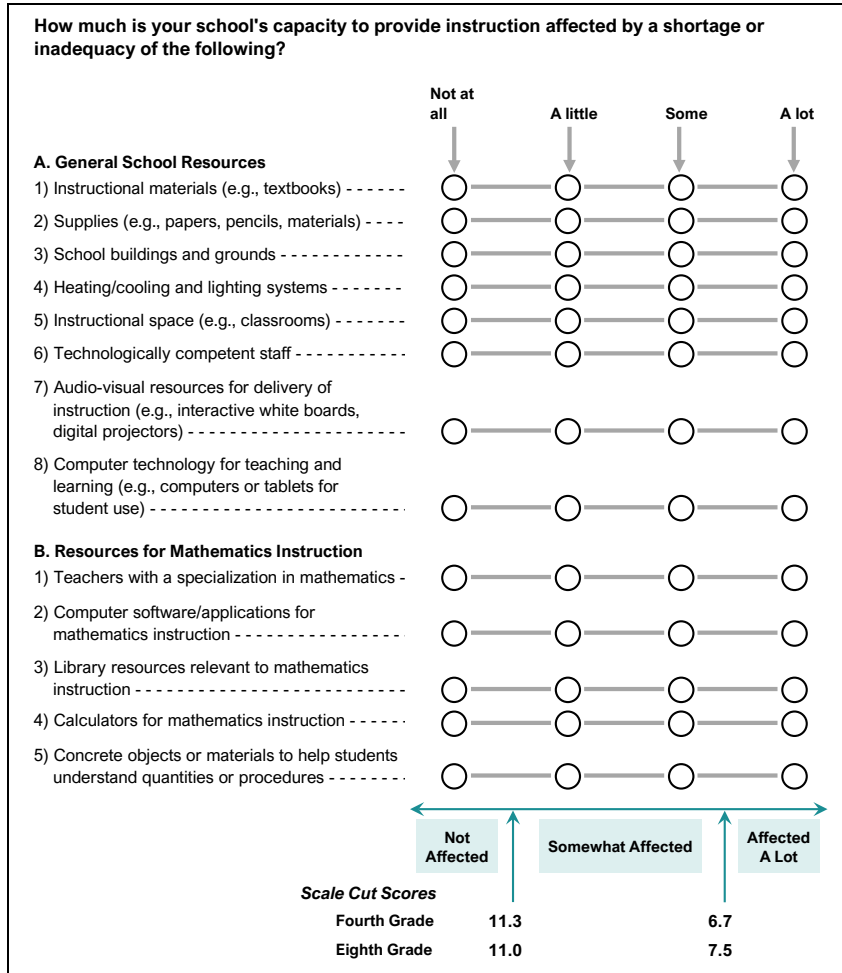 How much is your school's capacity to provide instruction affected by a shortage or
inadequacy of the following?
Not at
all A little Some A lot
A. General School Resources
1) Instructional materials (e.g., textbooks) - - - - - -
2) Supplies (e.g., papers, pencils, materials) - - - -
3) School buildings and grounds - - - - - - - - - - - -
4) Heating/cooling and lighting systems - - - - - - -
5) Instructional space (e.g., classrooms) - - - - - -
6) Technologically competent staff - - - - - - - - - - -
7) Audio-visual resources for delivery of
instruction (e.g., interactive white boards,
digital projectors) - - - - - - - - - - - - - - - - - - - - -
8) Computer technology for teaching and
learning (e.g., computers or tablets for
student use) - - - - - - - - - - - - - - - - - - - - - - - - -
B. Resources for Mathematics Instruction
1) Teachers with a specialization in mathematics -
2) Computer software/applications for
mathematics instruction - - - - - - - - - - - - - - - - -
3) Library resources relevant to mathematics
instruction - - - - - - - - - - - - - - - - - - - - - - - - - -
4) Calculators for mathematics instruction - - - - - -
5) Concrete objects or materials to help students
understand quantities or procedures - - - - - - - -
Not
Affected
Somewhat Affected
Affected
A Lot
Scale Cut Scores
Fourth Grade 11.3 6.7
Eighth Grade 11.0 7.5